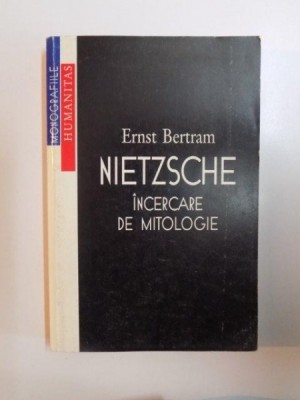 MONOGRAFIILE
HUMANITAS
Ernst Bertram
NIETZSCHE
ÎNCERCARE
DE MITOLOGIE